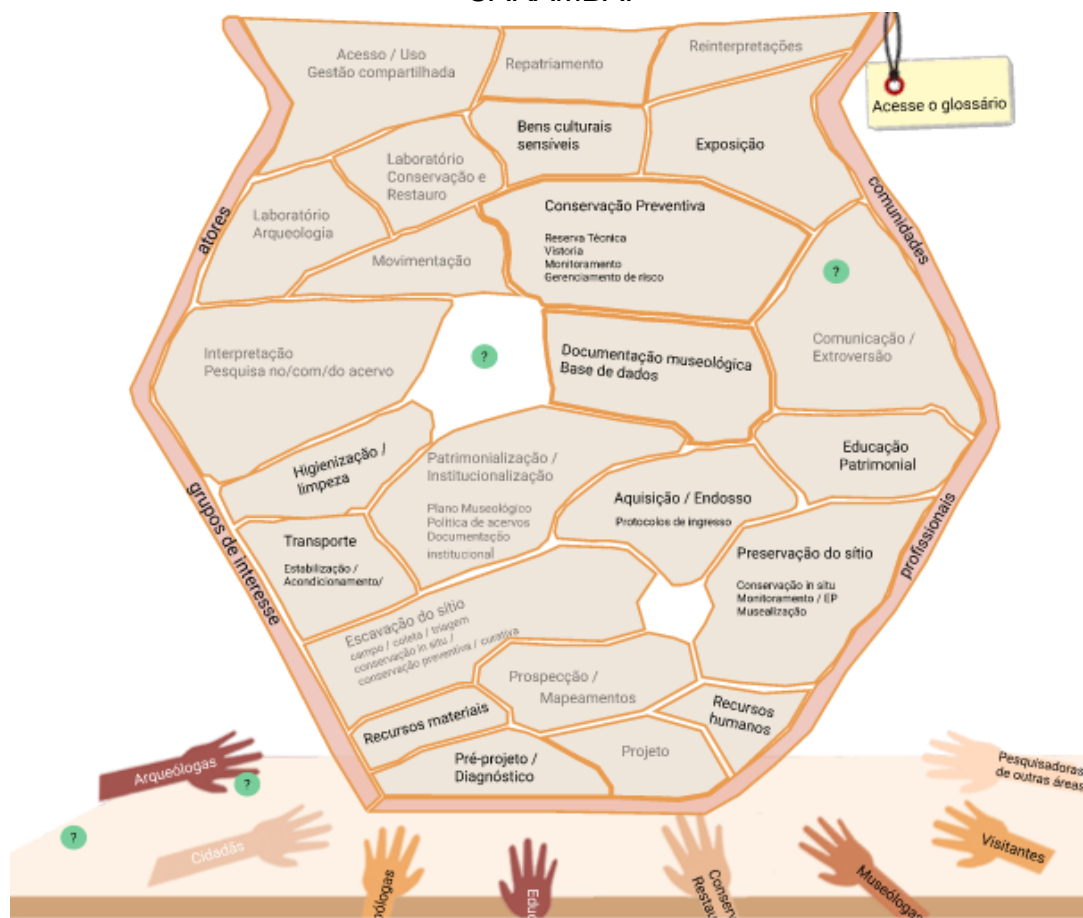 Acesso / Uso
Gestão compartilhada
Repatriamento
Reinterpretações
Acesse o glossário
Bens culturais
sensíveis
Exposição
Laboratório
Conservação e
Restauro
Laboratório
Arqueologia
atores
comunidades
Conservação Preventiva
Reserva Técnica
Vistoria
Monitoramento
Gerenciamento de risco
Movimentação
?
Comunicação /
Extroversão
Interpretação
Pesquisa no/com/do acervo
?
Documentação museológica
Base de dados
Higienização /
limpeza
Patrimonialização /
Institucionalização
Plano Museológico
Política de acervos
Documentação
institucional
Educação
Patrimonial
Aquisição / Endosso
Protocolos de ingresso
grupos de interesse
profissionais
Transporte
Estabilização /
Acondicionamento/
Preservação do sítio
Conservação in situ
Monitoramento / EP
Musealização
Escavação do sítio
campo / coleta / triagem
conservação in situ /
conservação preventiva / curativa
Prospecção /
Mapeamentos
Recursos materiais
Recursos
humanos
Pré-projeto /
Diagnóstico
Projeto
Arqueólogas
?
?
Cidadãs
Museólogas
Visitantes
Pesquisadoras
de outras áreas